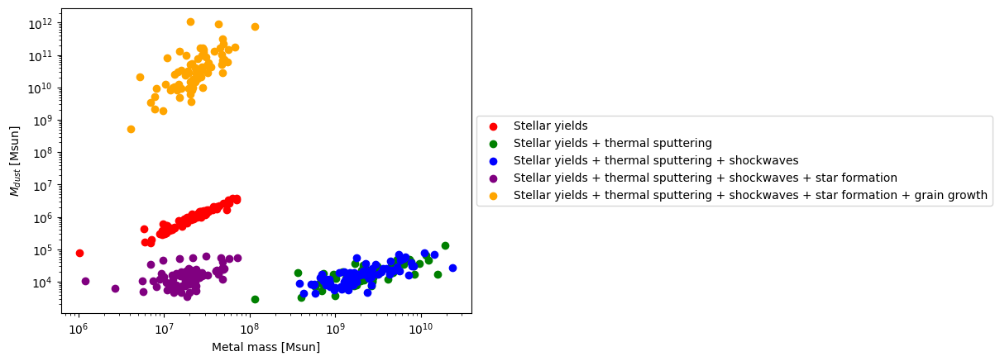 10^12
10^11
10^10
10^9
10^8
10^7
10^6
10^5
10^4
M_dust [Msun]
10^6
10^7
10^8
10^9
10^10
Metal mass [Msun]
Stellar yields
Stellar yields + thermal sputtering
Stellar yields + thermal sputtering + shockwaves
Stellar yields + thermal sputtering + shockwaves + star formation
Stellar yields + thermal sputtering + shockwaves + star formation + grain growth